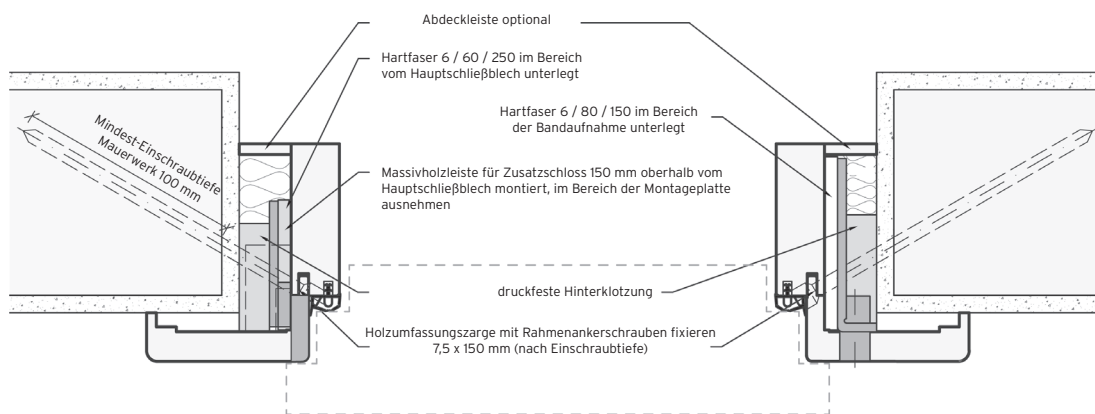 Abdeckleiste optional
Hartfaser 6 / 60 / 250 im Bereich
vom Hauptschließblech unterlegt
Hartfaser 6 / 80 / 150 im Bereich
der Bandaufnahme unterlegt
Mindest-Einschraubtiefe
Mauerwerk 100 mm
Massivholzleiste für Zusatzschloss 150 mm oberhalb vom
Hauptschließblech montiert, im Bereich der Montageplatte
ausnehmen
druckfeste Hinterklotzung
Holzumfassungszarge mit Rahmenankerschrauben fixieren
7,5 x 150 mm (nach Einschraubtiefe)